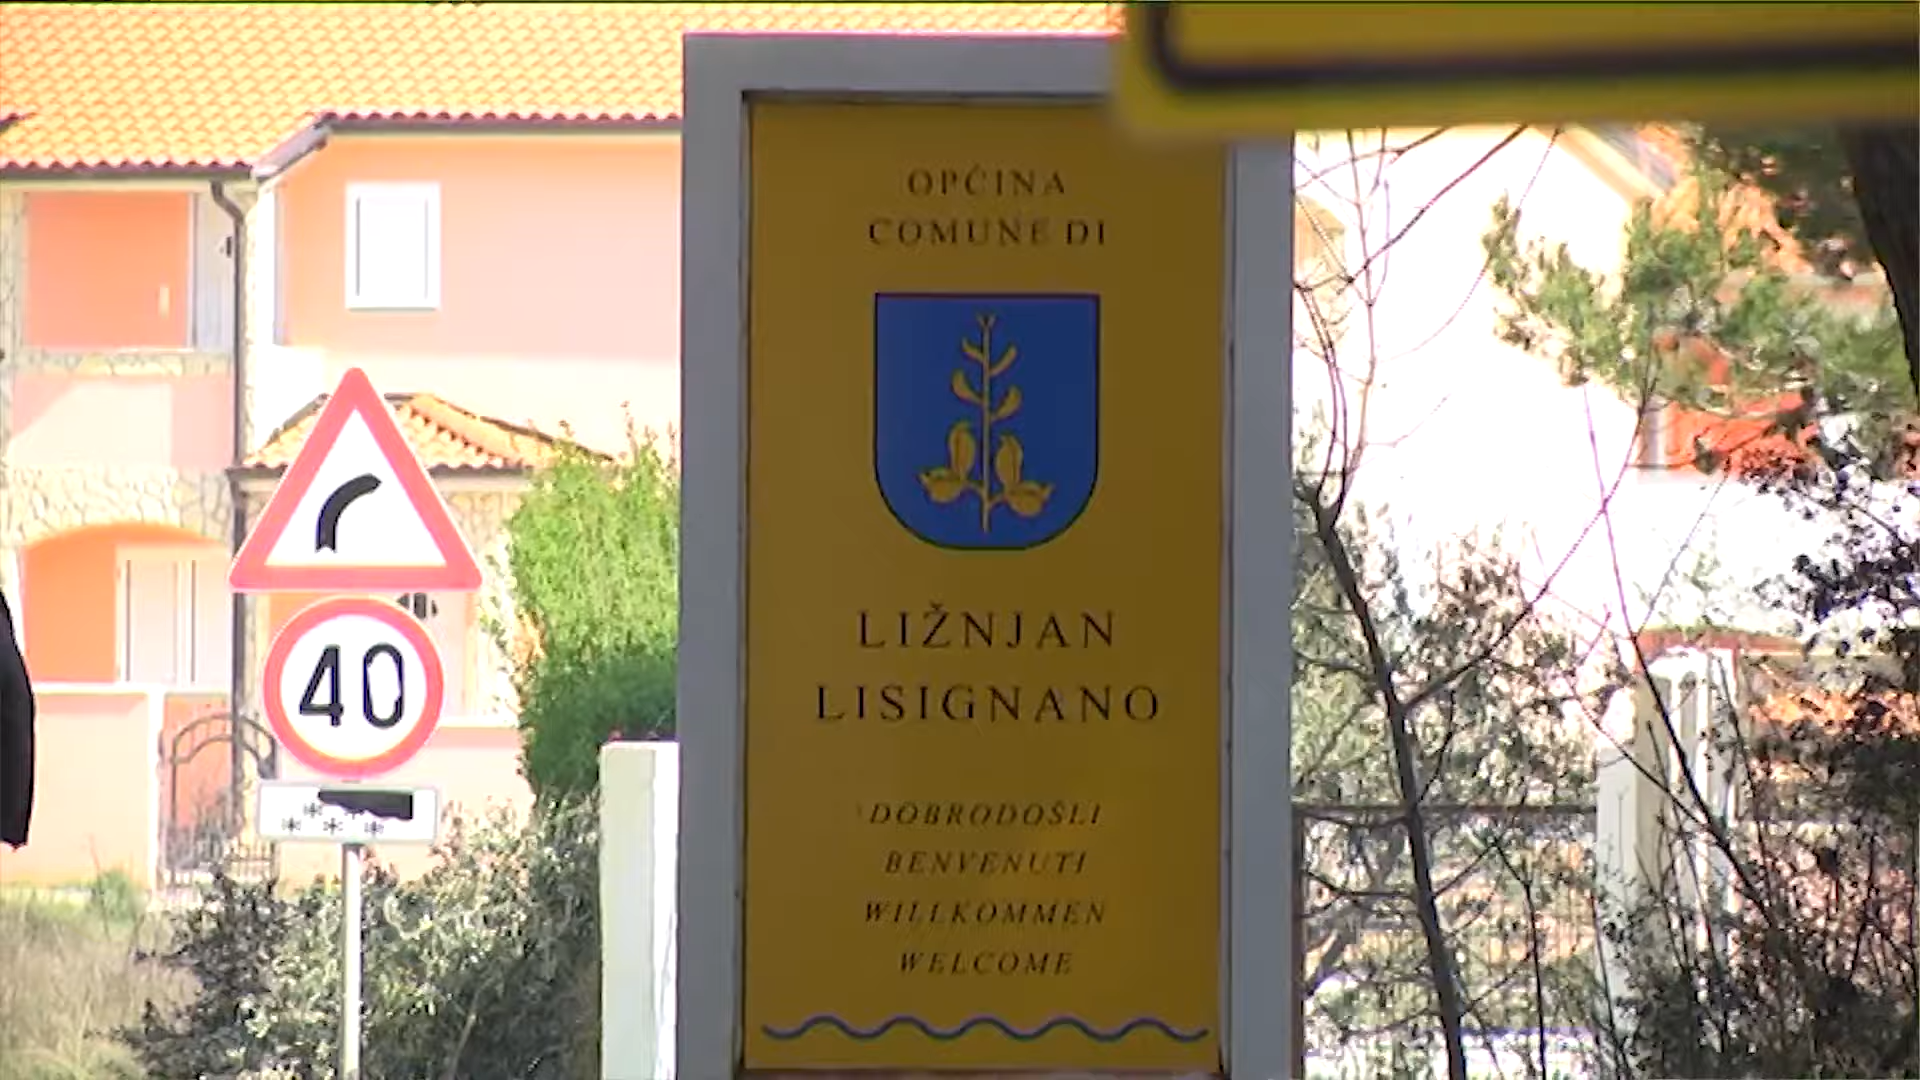 OPĆINA
COMUNE DI
LIŽNJAN
LISIGNANO
DOBRODOŠLI
BENVENUTI
WILLKOMMEN
WELCOME
40